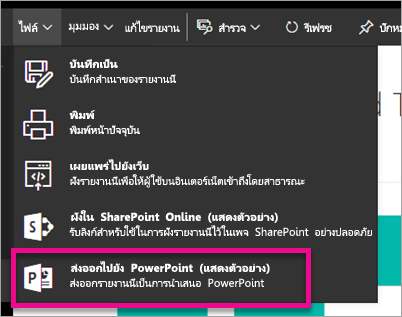 ไฟล์ มุมมอง แก้ไขรายงาน สำรวจ รีเฟรช
บันทึกเป็น
บันทึกสำเนาของรายงานนี้
พิมพ์
พิมพ์หน้าปัจจุบัน
เผยแพร่ไปยังเว็บ
ฝังรายงานนี้เพื่อให้ผู้ใช้บนอินเตอร์เน็ตเข้าถึงโดยสาธารณะ
ฝังใน SharePoint Online (แสดงตัวอย่าง)
รับลิงก์สำหรับใช้ในการฝังรายงานนี้ไว้ในเพจ SharePoint อย่างปลอดภัย
ส่งออกไปยัง PowerPoint (แสดงตัวอย่าง)
ส่งออกรายงานนี้เป็นการนำเสนอ PowerPoint